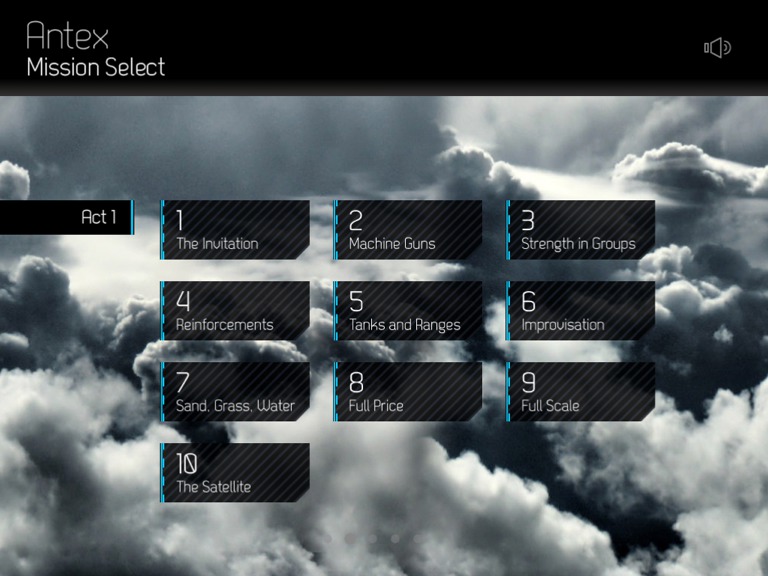 Antex
Mission Select
Act 1
1
The Invitation
2
Machine Guns
3
Strength in Groups
4
Reinforcements
5
Tanks and Ranges
6
Improvisation
7
Sand, Grass, Water
8
Full Price
9
Full Scale
10
The Satellite